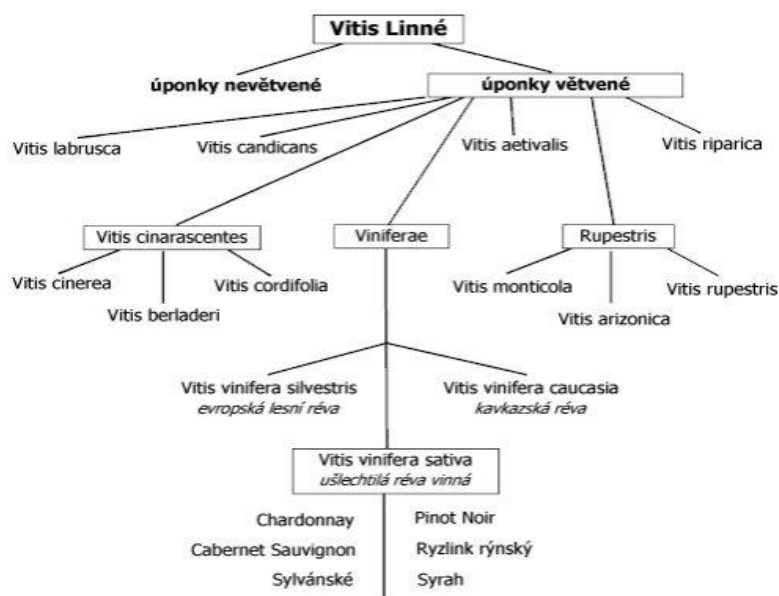 Vitis Linné
úponky nevětvené
úponky větvené
Vitis labrusca
Vitis candicans
Vitis aetivalis
Vitis riparica
Vitis cinarascentes
Viniferae
Rupestris
Vitis cinerea
Vitis cordifolia
Vitis berladeri
Vitis monticola
Vitis rupestris
Vitis arizonica
Vitis vinifera silvestris
evropská lesní réva
Vitis vinifera caucasia
kavkazská réva
Vitis vinifera sativa
ušlechtilá réva vinná
Chardonnay
Pinot Noir
Cabernet Sauvignon
Ryzlink rýnský
Sylvánské
Syrah